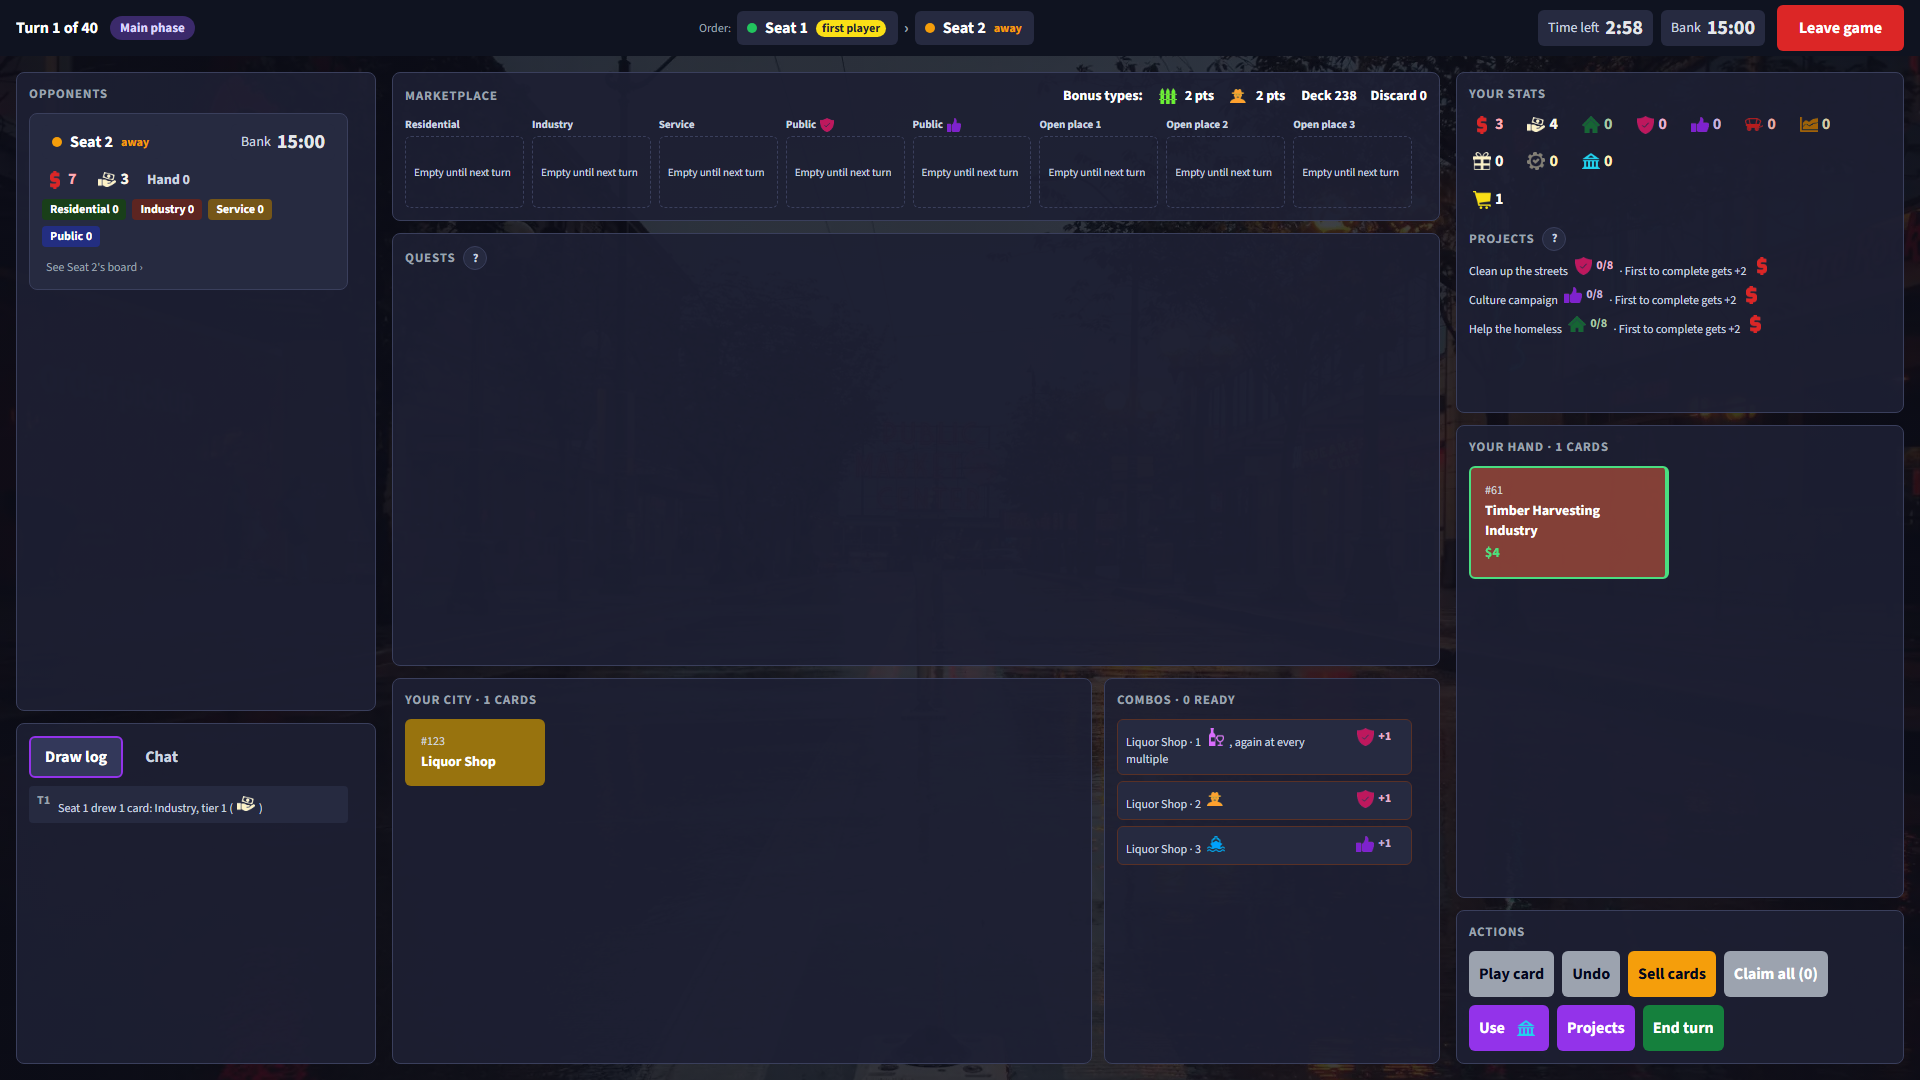 Turn 1 of 40
Main phase
Order:
Seat 1
first player
›
Seat 2
away
Time left 2:58
Bank 15:00
Leave game
OPPONENTS
Seat 2
away
Bank 15:00
7
3
Hand 0
Residential 0
Industry 0
Service 0
Public 0
See Seat 2's board ›
Draw log
Chat
T1
Seat 1 drew 1 card: Industry, tier 1 ( )
MARKETPLACE
Bonus types:
2 pts
2 pts
Deck 238
Discard 0
Residential
Industry
Service
Public
Public
Open place 1
Open place 2
Open place 3
Empty until next turn
Empty until next turn
Empty until next turn
Empty until next turn
Empty until next turn
Empty until next turn
Empty until next turn
Empty until next turn
QUESTS
?
YOUR CITY · 1 CARDS
#123
Liquor Shop
COMBOS · 0 READY
Liquor Shop · 1 , again at every
multiple
+1
Liquor Shop · 2
+1
Liquor Shop · 3
+1
YOUR STATS
$ 3
4
0
0
0
0
0
0
0
0
1
PROJECTS
?
Clean up the streets 0/8 · First to complete gets +2 $
Culture campaign 0/8 · First to complete gets +2 $
Help the homeless 0/8 · First to complete gets +2 $
YOUR HAND · 1 CARDS
#61
Timber Harvesting
Industry
$4
ACTIONS
Play card
Undo
Sell cards
Claim all (0)
Use
Projects
End turn